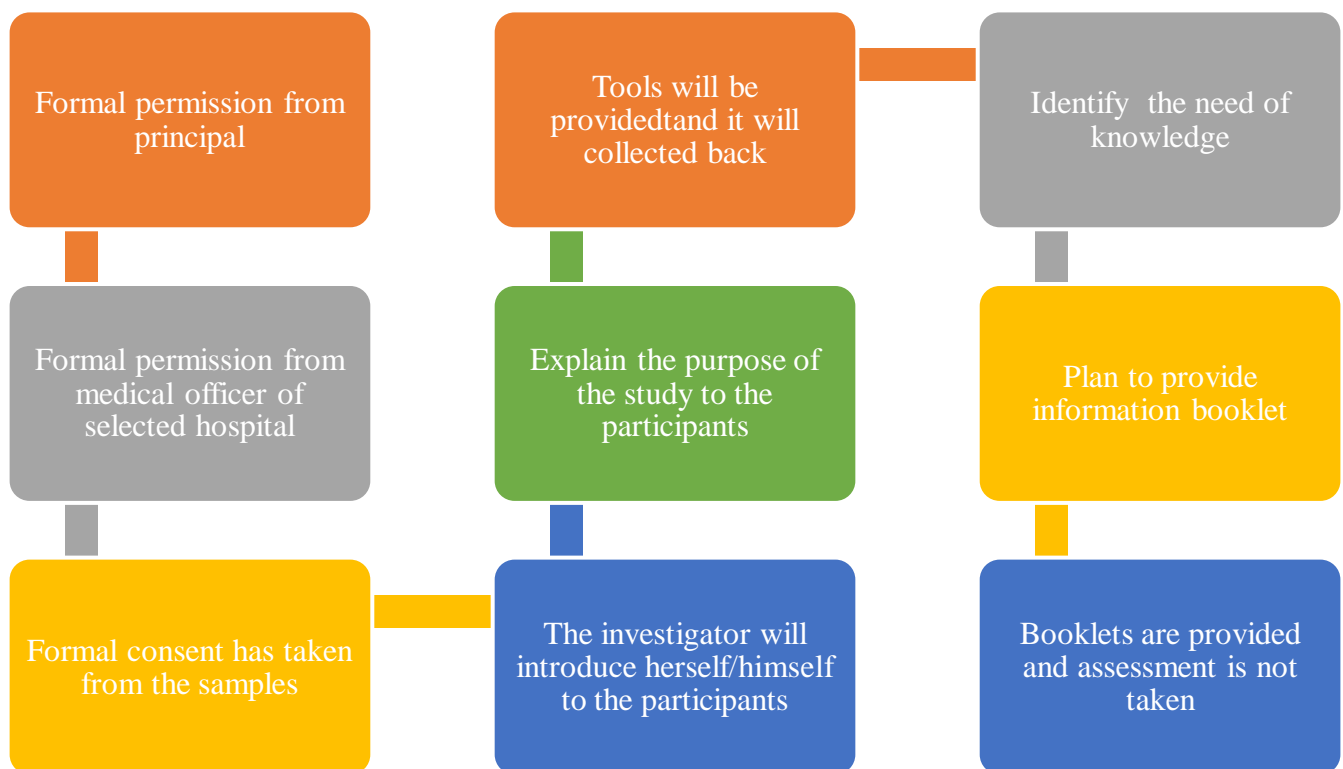 Formal permission from
principal
Formal permission from
medical officer of
selected hospital
Formal consent has taken
from the samples
The investigator will
introduce herself/himself
to the participants
Explain the purpose of
the study to the
participants
Tools will be
providedtand it will
collected back
Identify  the need of
knowledge
Plan to provide
information booklet
Booklets are provided
and assessment is not
taken